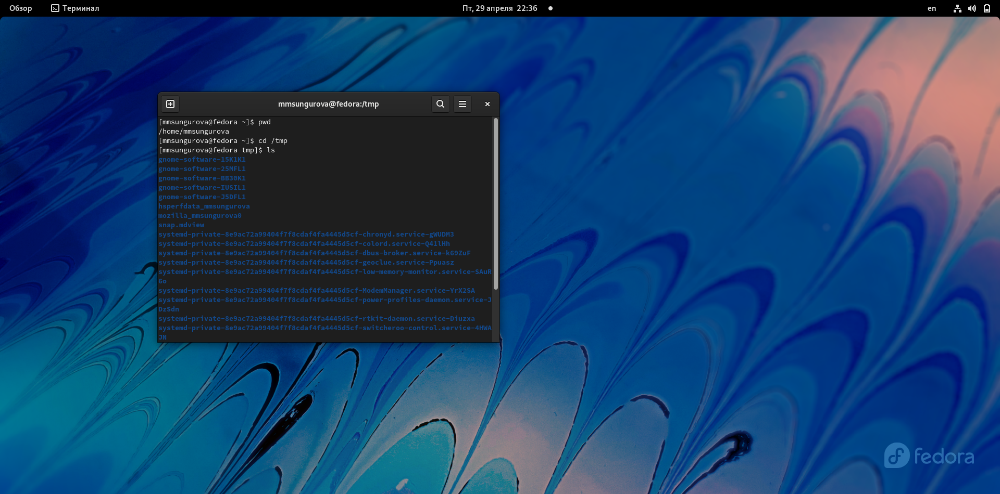 Обзор Терминал Пт, 29 апреля 22:36 en
mmsungurova@fedora:/tmp
[mmsungurova@fedora ~]$ pwd
/home/mmsungurova
[mmsungurova@fedora ~]$ cd /tmp
[mmsungurova@fedora tmp]$ ls
gnome-software-15K1K1
gnome-software-25MFL1
gnome-software-BB30K1
gnome-software-IUSIL1
gnome-software-J5DFL1
hsperfdata_mmsungurova
mozilla_mmsungurova0
snap.mdview
systemd-private-8e9ac72a99404f7f8cdaf4fa4445d5cf-chronyd.service-gWUDM3
systemd-private-8e9ac72a99404f7f8cdaf4fa4445d5cf-colord.service-Q41lHh
systemd-private-8e9ac72a99404f7f8cdaf4fa4445d5cf-dbus-broker.service-k69ZuF
systemd-private-8e9ac72a99404f7f8cdaf4fa4445d5cf-geoclue.service-Ppuasz
systemd-private-8e9ac72a99404f7f8cdaf4fa4445d5cf-low-memory-monitor.service-SAuR
6o
systemd-private-8e9ac72a99404f7f8cdaf4fa4445d5cf-ModemManager.service-YrX2SA
systemd-private-8e9ac72a99404f7f8cdaf4fa4445d5cf-power-profiles-daemon.service-J
DzSdn
systemd-private-8e9ac72a99404f7f8cdaf4fa4445d5cf-rtkit-daemon.service-Diuzxa
systemd-private-8e9ac72a99404f7f8cdaf4fa4445d5cf-switcheroo-control.service-4HWA
JN
fedora